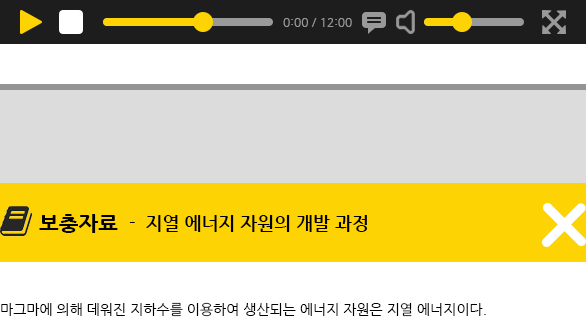 0:00 / 12:00
보충자료 - 지열 에너지 자원의 개발 과정
마그마에 의해 데워진 지하수를 이용하여 생산되는 에너지 자원은 지열 에너지이다.